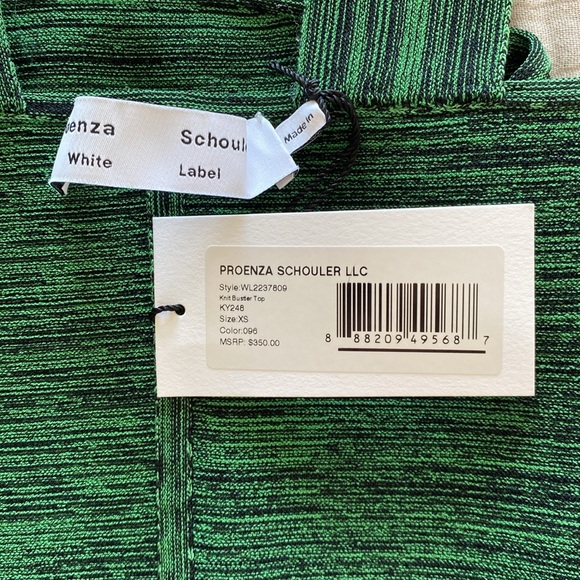 oenza Schoul
White Label
Made In
PROENZA SCHOULER LLC
Style:WL2237809
Knit Bustier Top
KY248
Size:XS
Color:096
MSRP: $350.00
8 88209 49568 7